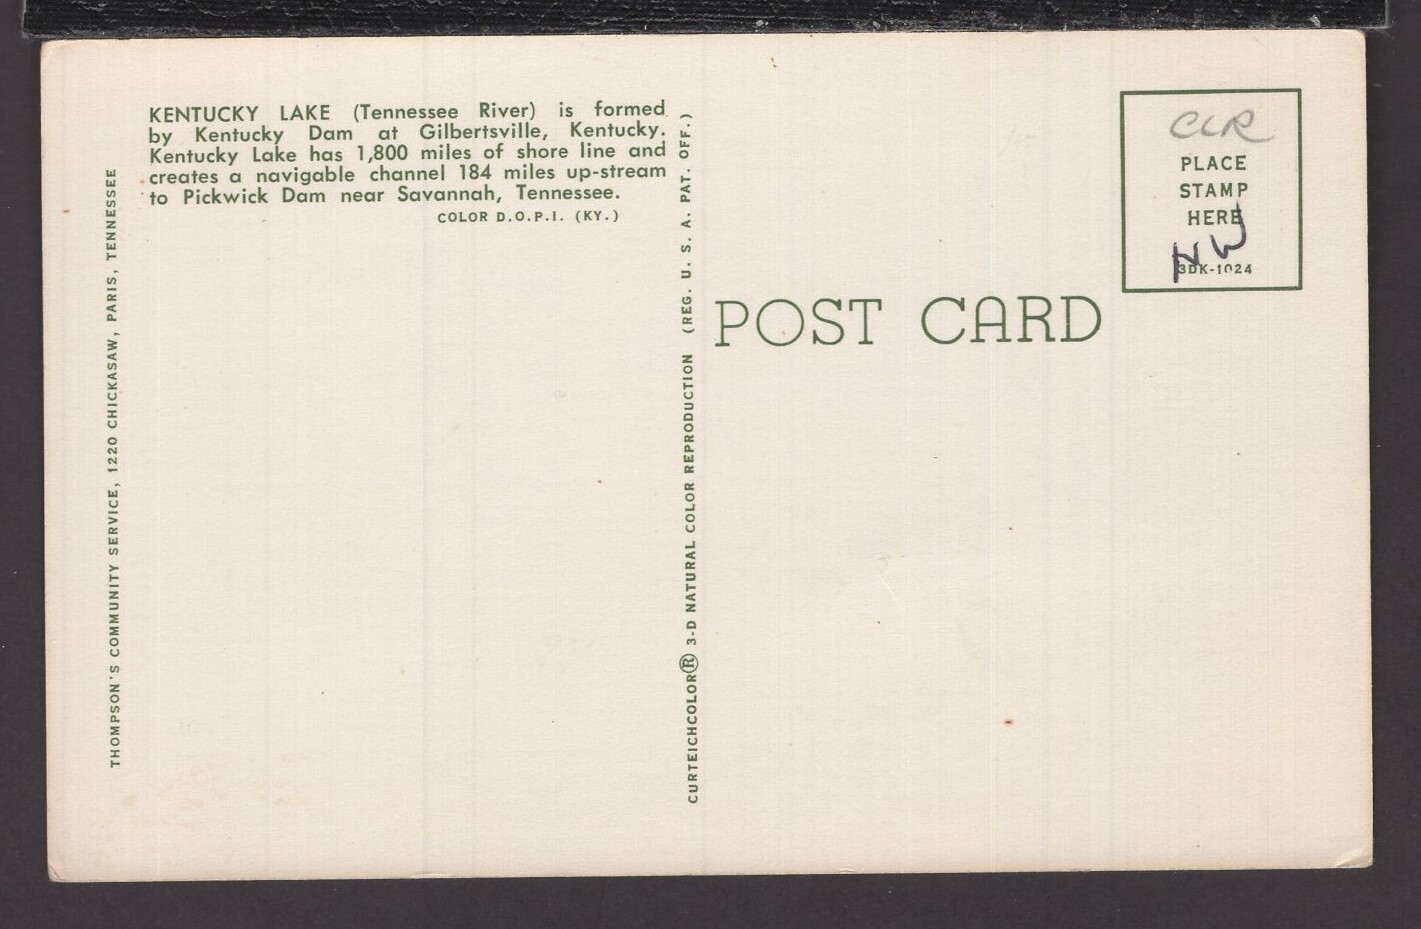 KENTUCKY LAKE (Tennessee River) is formed
by Kentucky Dam at Gilbertsville, Kentucky.
Kentucky Lake has 1,800 miles of shore line and
creates a navigable channel 184 miles up-stream
to Pickwick Dam near Savannah, Tennessee.
COLOR D.O.P.I. (KY.)
THOMPSON'S COMMUNITY SERVICE, 1220 CHICKASAW, PARIS, TENNESSEE
CURTEICHCOLOR® 3-D NATURAL COLOR REPRODUCTION (REG. U. S. A. PAT. OFF.)
POST CARD
CLR
PLACE
STAMP
HERE
NW
3DK-1024